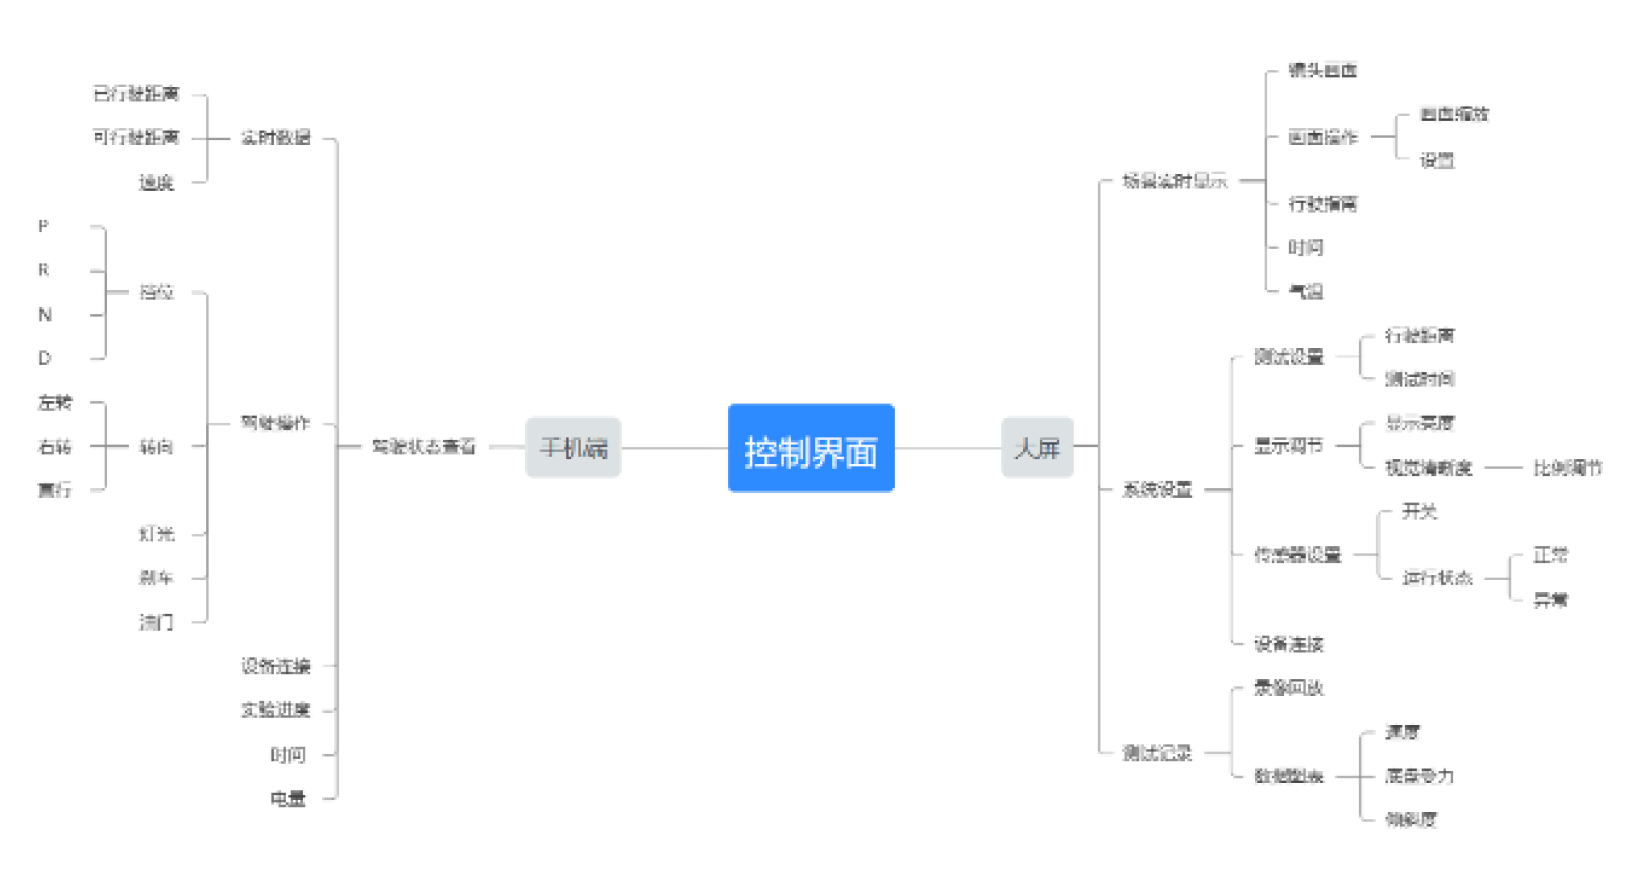 控制界面
手机端
驾驶状态查看
实时数据
已行驶距离
可行驶距离
速度
驾驶操作
挡位
P
R
N
D
转向
左转
右转
直行
灯光
刹车
油门
设备连接
实验进度
时间
电量
大屏
场景实时显示
镜头画面
画面操作
画面缩放
设置
行驶指南
时间
气温
系统设置
测试设置
行驶距离
测试时间
显示调节
显示亮度
视觉清晰度
比例调节
传感器设置
开关
运行状态
正常
异常
设备连接
测试记录
录像回放
数据图表
速度
底盘受力
倾斜度